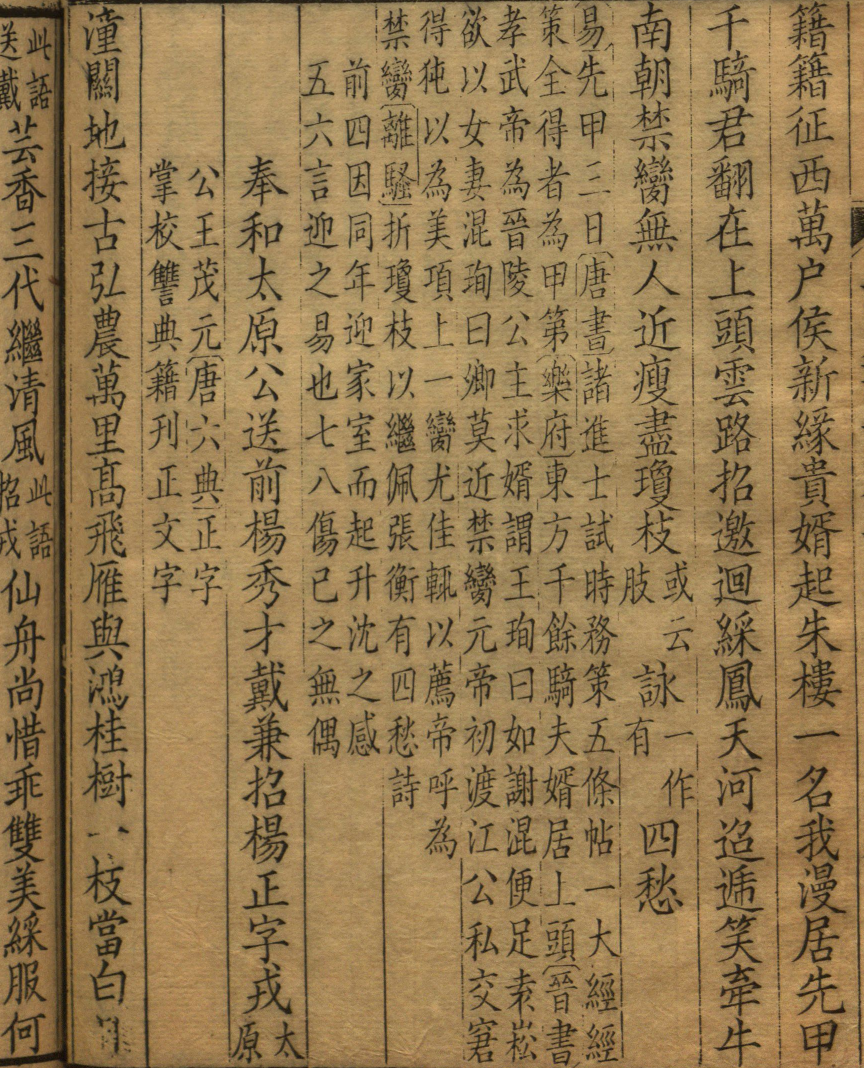 籍籍征西萬户侯新緣貴婿起朱樓一名我漫居先甲
千騎君翻在上頭雲路招邀迴綵鳳天河迢遞笑牽牛
南朝禁臠無人近瘦盡瓊枝或云肢詠一作有四愁
易先甲三日唐書諸進士試時務策五條帖一大經經
策全得者為甲第樂府東方千餘騎夫婿居上頭晉書
孝武帝為晉陵公主求婿謂王珣曰如謝混便足袁崧
欲以女妻混珣曰卿莫近禁臠元帝初渡江公私交窘
得㹠以為美項上一臠尤佳輒以薦帝呼為
禁臠離騷折瓊枝以繼佩張衡有四愁詩
前四因同年迎家室而起升沈之感
五六言迎之易也七八傷已之無偶
奉和太原公送前楊秀才戴兼招楊正字戎太原
公王茂元唐六典正字
掌校讐典籍刊正文字
潼關地接古弘農萬里髙飛雁與鴻桂樹一枝當白
此語送戴芸香三代繼清風此語招戎仙舟尚惜乖雙美綵服何